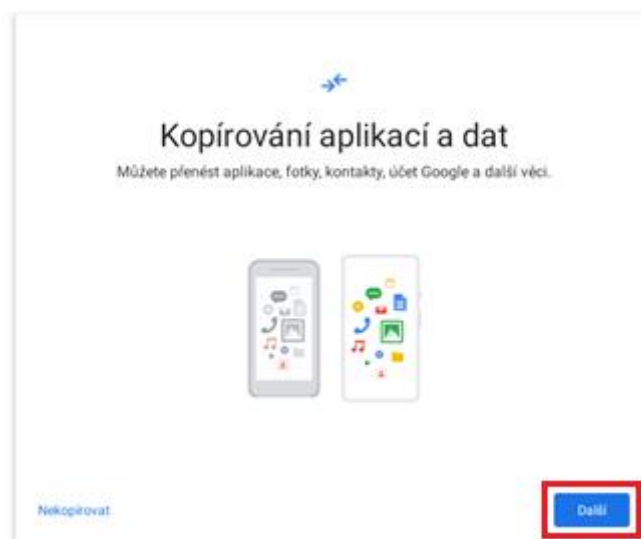 Kopírování aplikací a dat
Můžete přenést aplikace, fotky, kontakty, účet Google a další věci.
Nekopírovat
Další